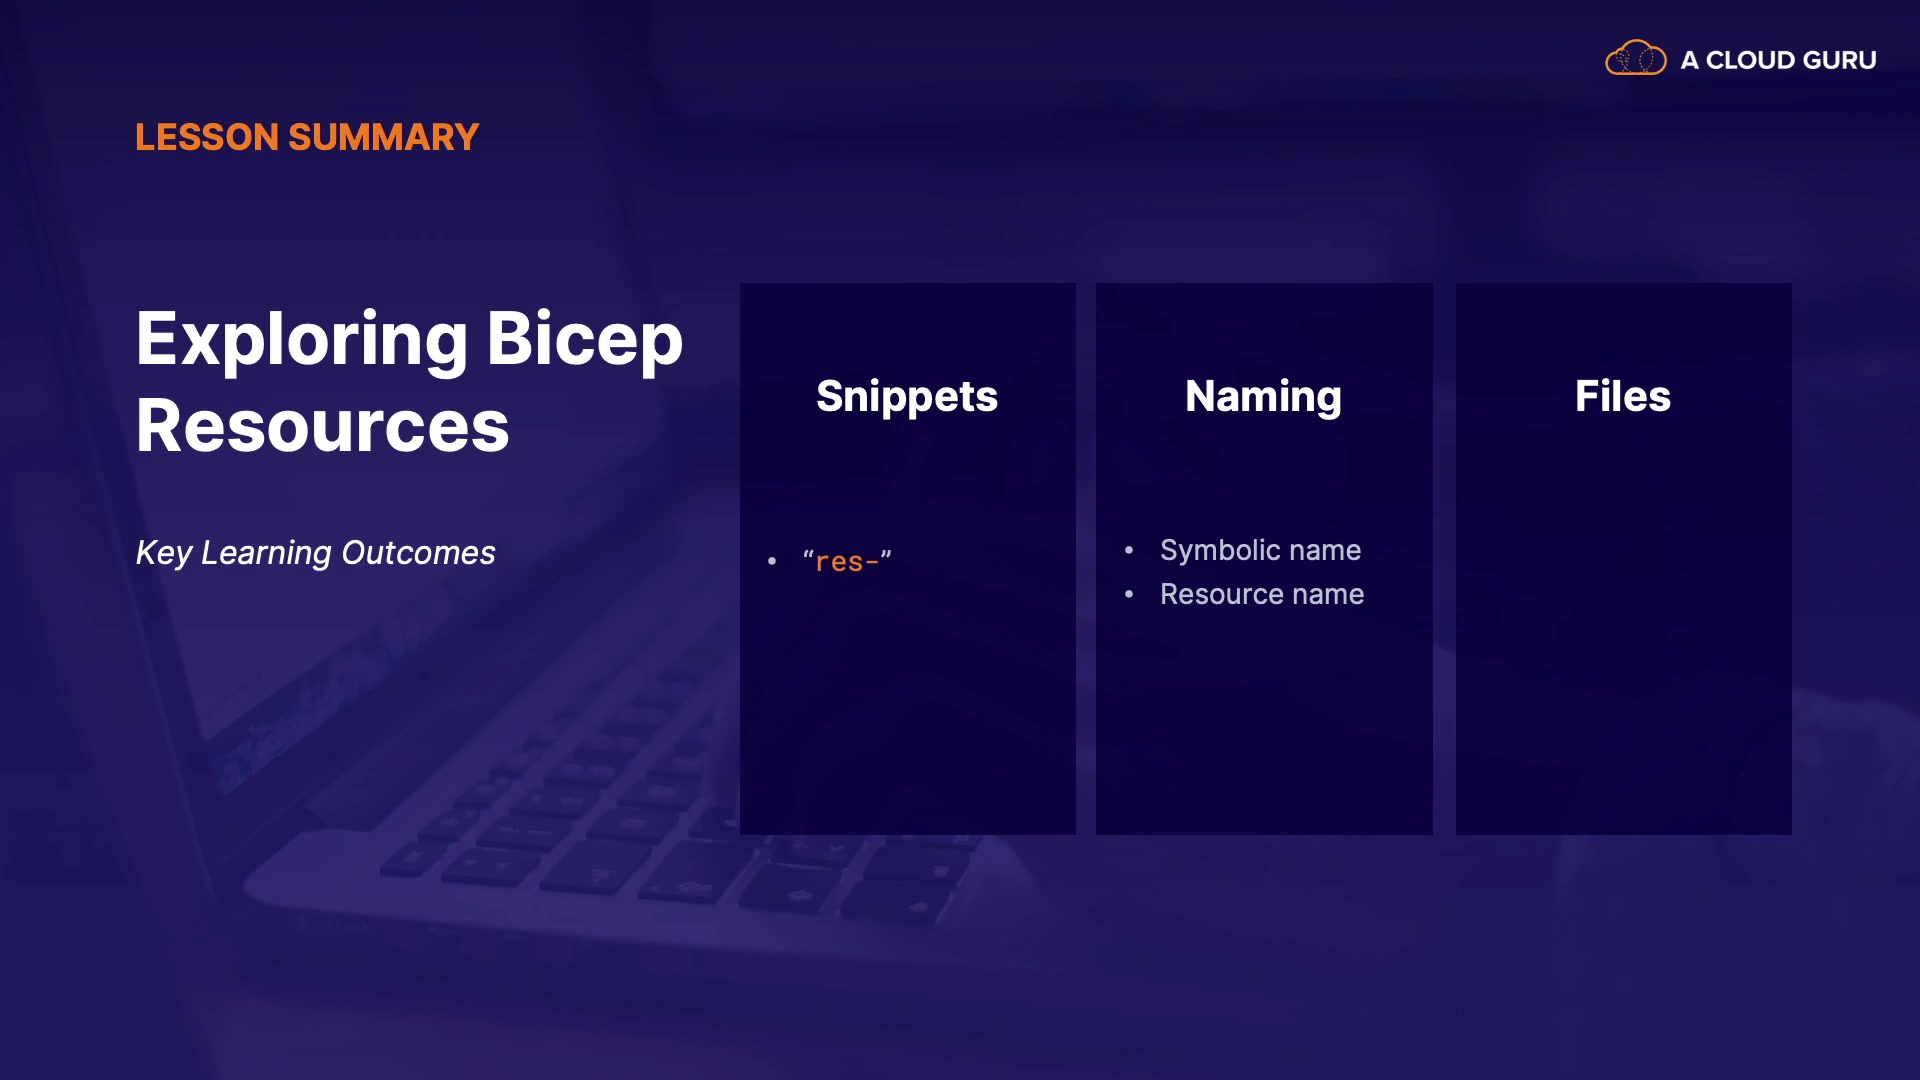 A CLOUD GURU
LESSON SUMMARY
Exploring Bicep
Resources
Key Learning Outcomes
Snippets
• “res-”
Naming
• Symbolic name
• Resource name
Files